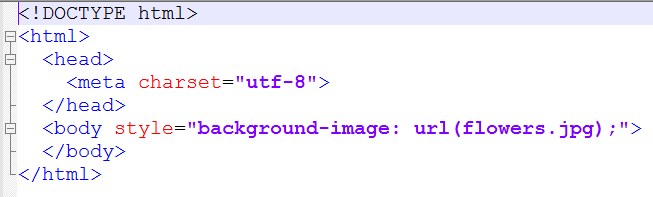 <!DOCTYPE html>
<html>
<head>
<meta charset="utf-8">
</head>
<body style="background-image: url(flowers.jpg);">
</body>
</html>